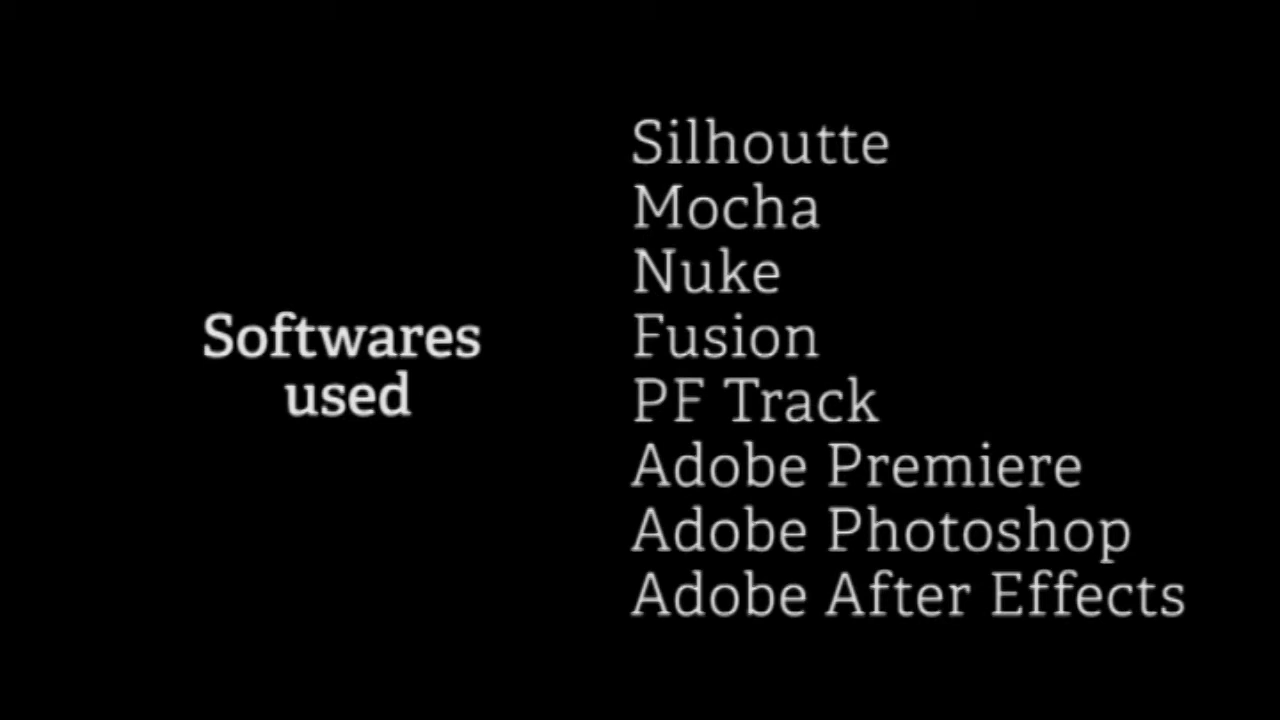 Softwares
used
Silhoutte
Mocha
Nuke
Fusion
PF Track
Adobe Premiere
Adobe Photoshop
Adobe After Effects